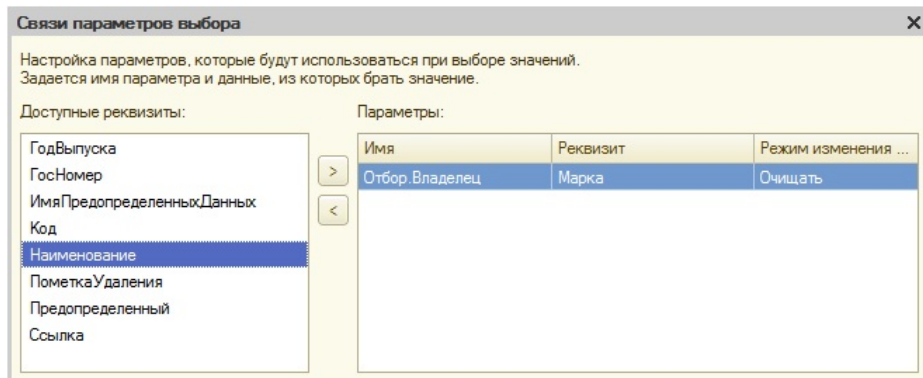 Связи параметров выбора
Настройка параметров, которые будут использоваться при выборе значений.
Задается имя параметра и данные, из которых брать значение.
Доступные реквизиты:
ГодВыпуска
ГосНомер
ИмяПредопределенныхДанных
Код
Наименование
ПометкаУдаления
Предопределенный
Ссылка
>
<
Параметры:
Имя Реквизит Режим изменения ...
Отбор.Владелец Марка Очищать